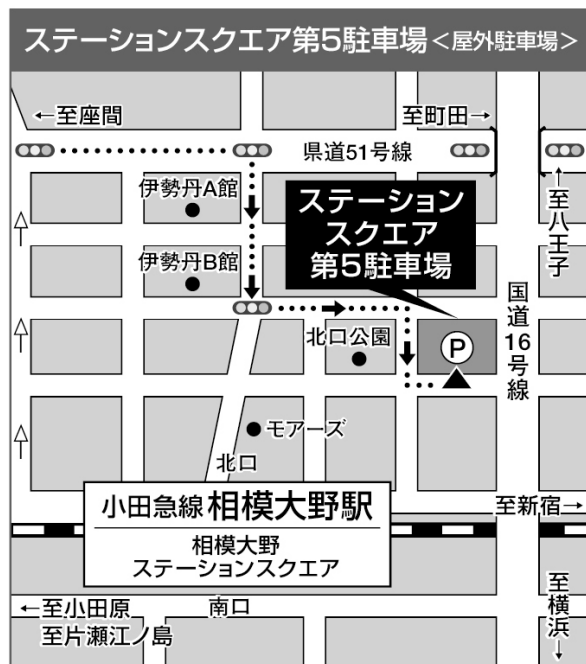 ステーションスクエア第5駐車場<屋外駐車場>
←至座間
至町田→
県道51号線
伊勢丹A館
ステーション
スクエア
第5駐車場
←至八王子
伊勢丹B館
国道16号線
北口公園
P
モアーズ
北口
小田急線 相模大野駅
相模大野
ステーションスクエア
至新宿→
←至小田原
至片瀬江ノ島
南口
至横浜→